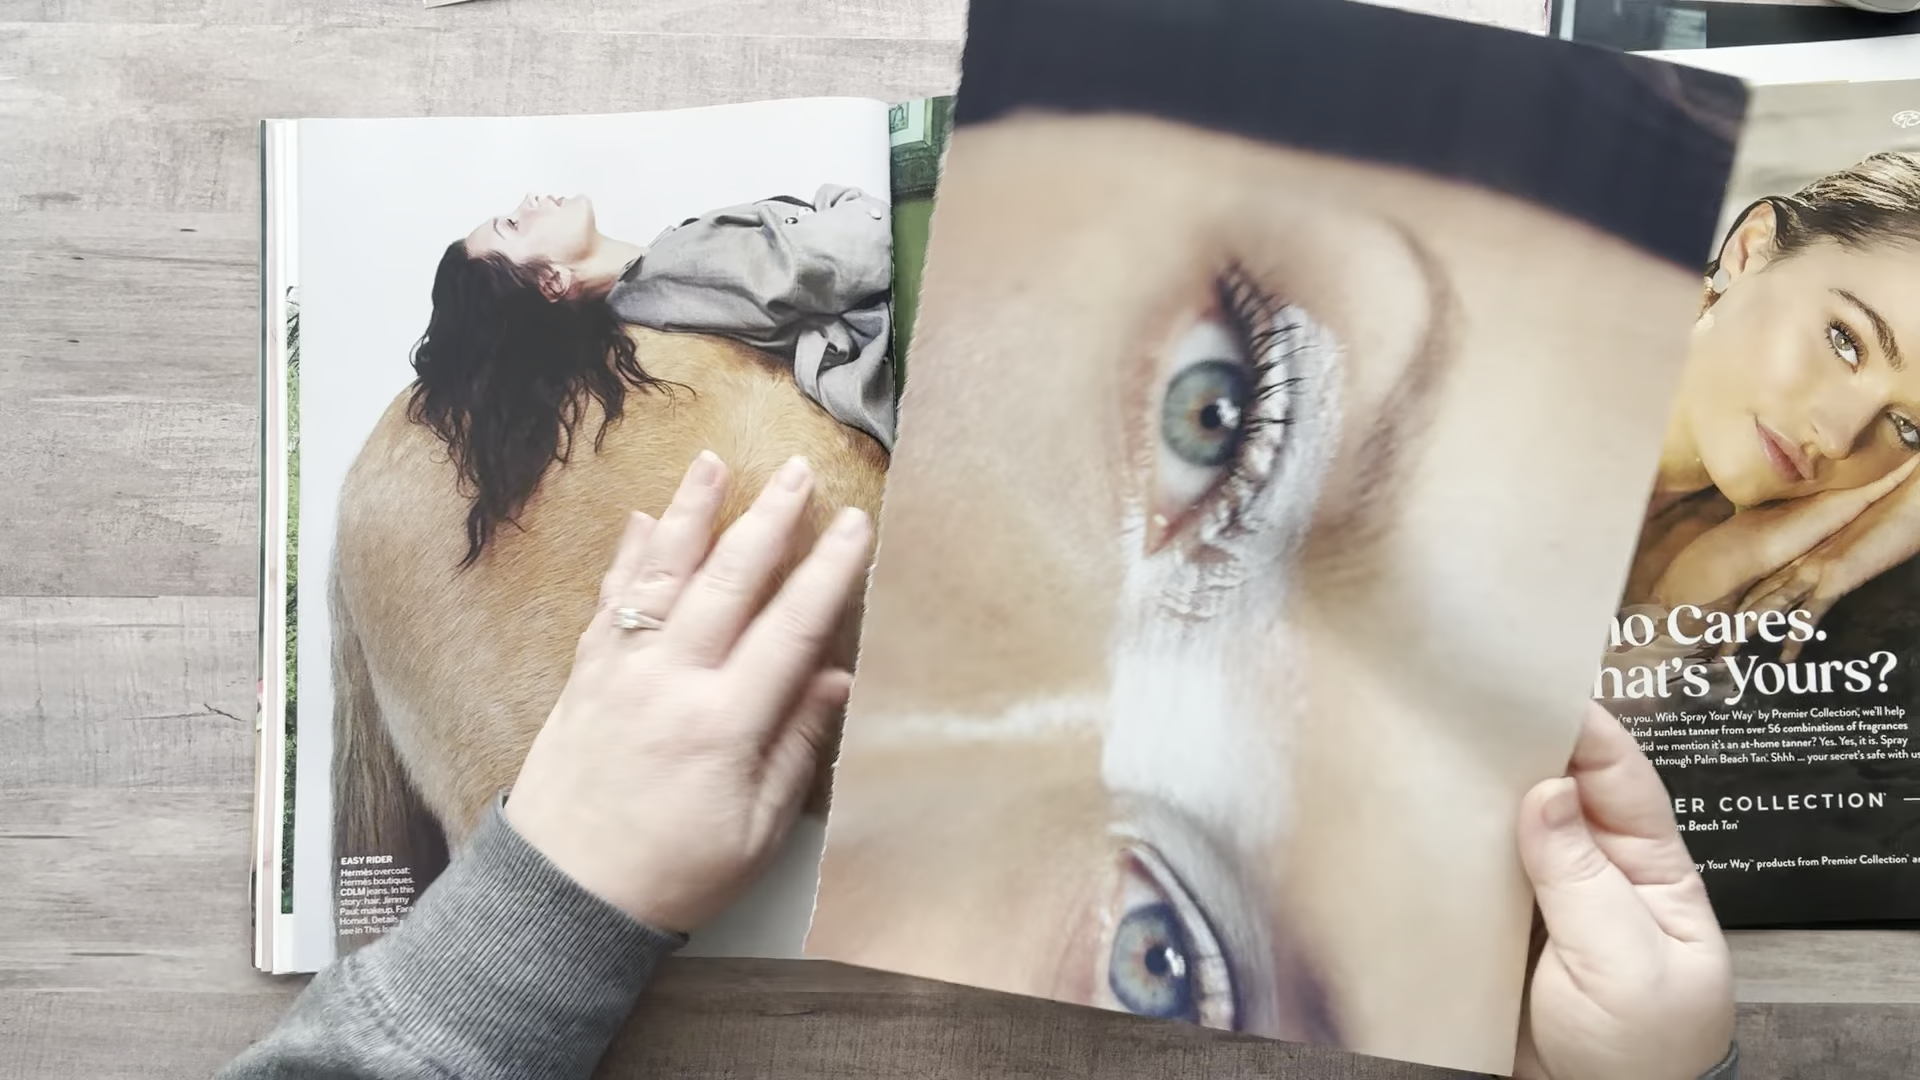 EASY RIDER
Hermès overcoat;
Hermès boutiques.
CDLM jeans. In this
story: hair, Jimmy
Paul; makeup, Fara
Homidi. Details,
see in This Is
no Cares.
hat's Yours?
're you. With Spray Your Way™ by Premier Collection, we'll help
kind sunless tanner from over 56 combinations of fragrances
did we mention it's an at-home tanner? Yes. Yes, it is. Spray
through Palm Beach Tan. Shhh ... your secret's safe with us
ER COLLECTION
m Beach Tan
ay Your Way™ products from Premier Collection